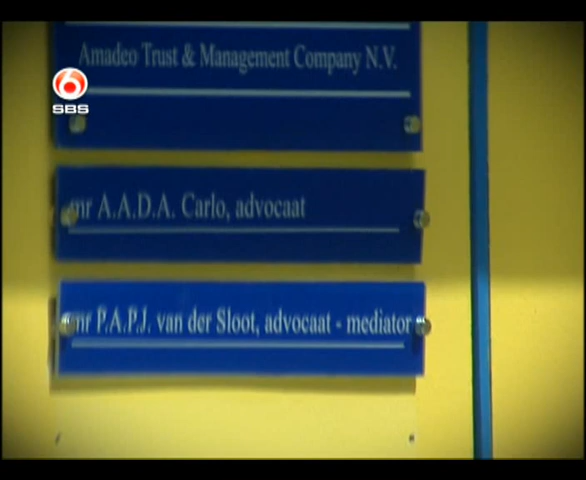 Amadeo Trust & Management Company N.V.
6
SBS
mr A.A.D.A. Carlo, advocaat
mr P.A.P.J. van der Sloot, advocaat - mediator